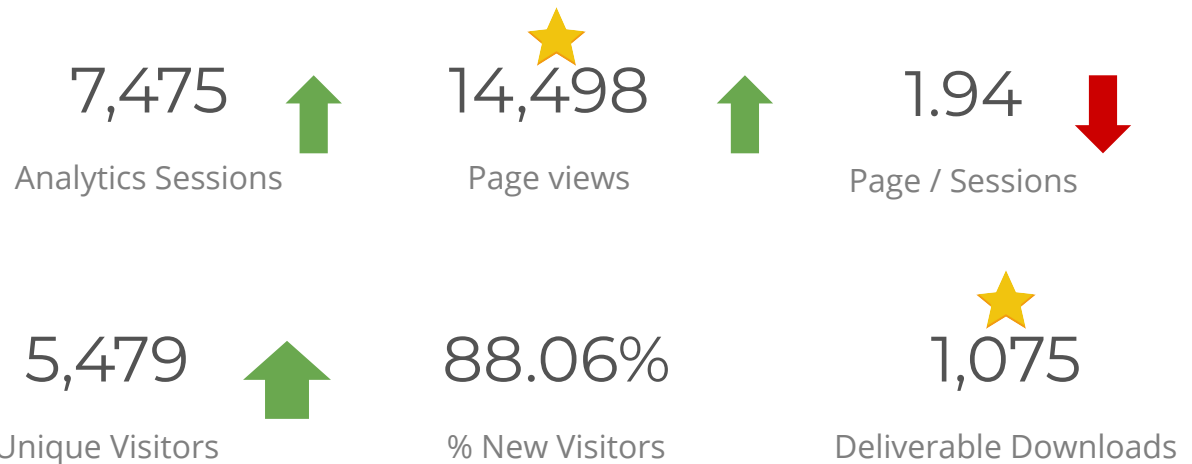 7,475
14,498
1.94
Analytics Sessions
Page views
Page / Sessions
5,479
88.06%
1,075
Unique Visitors
% New Visitors
Deliverable Downloads